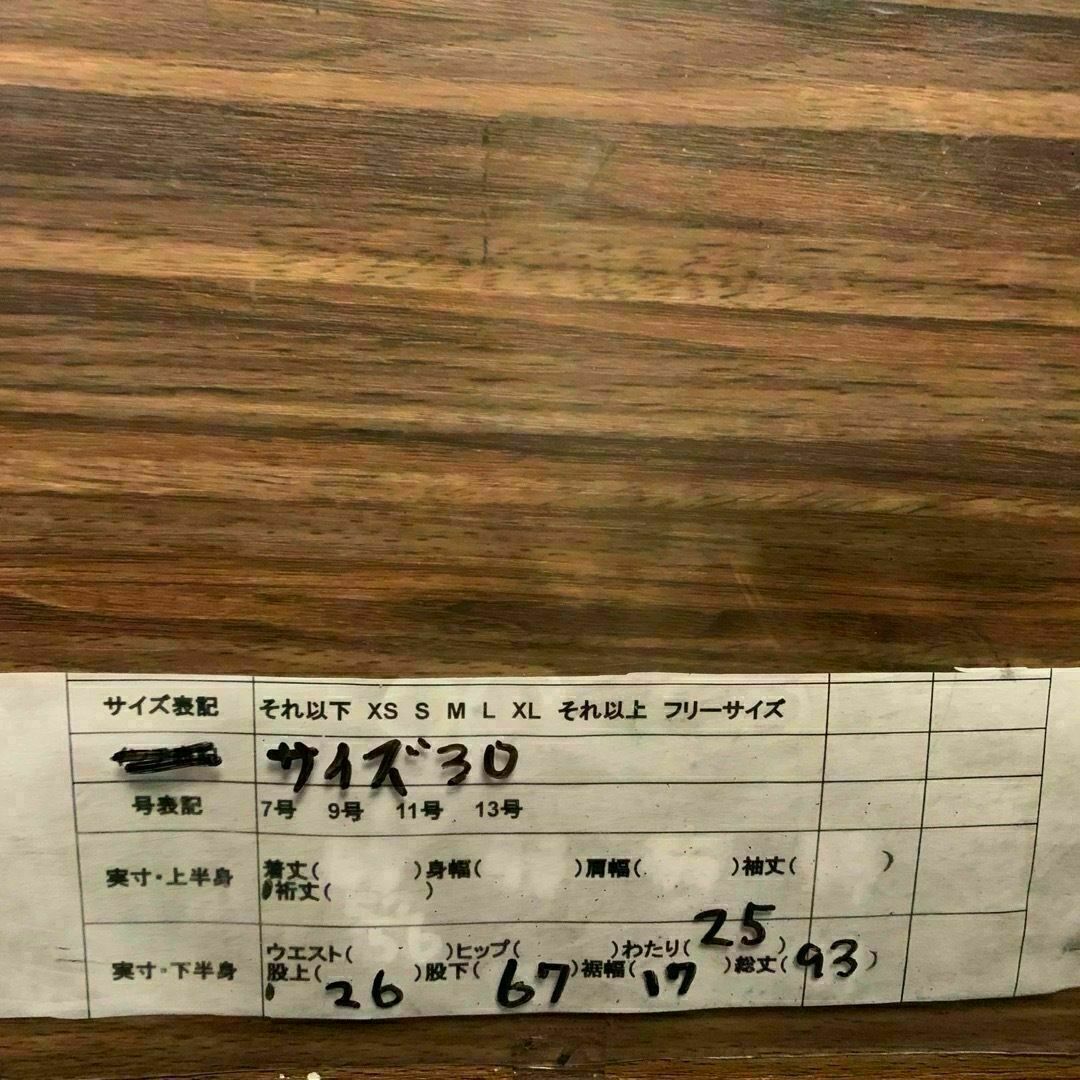 サイズ表記 それ以下 XS S M L XL それ以上 フリーサイズ
サイズ30
号表記 7号 9号 11号 13号
実寸・上半身 着丈( )身幅( )肩幅( )袖丈( )
裄丈( )
実寸・下半身 ウエスト( )ヒップ( )わたり(25)
股上(26)股下(67)裾幅(17)総丈(93)